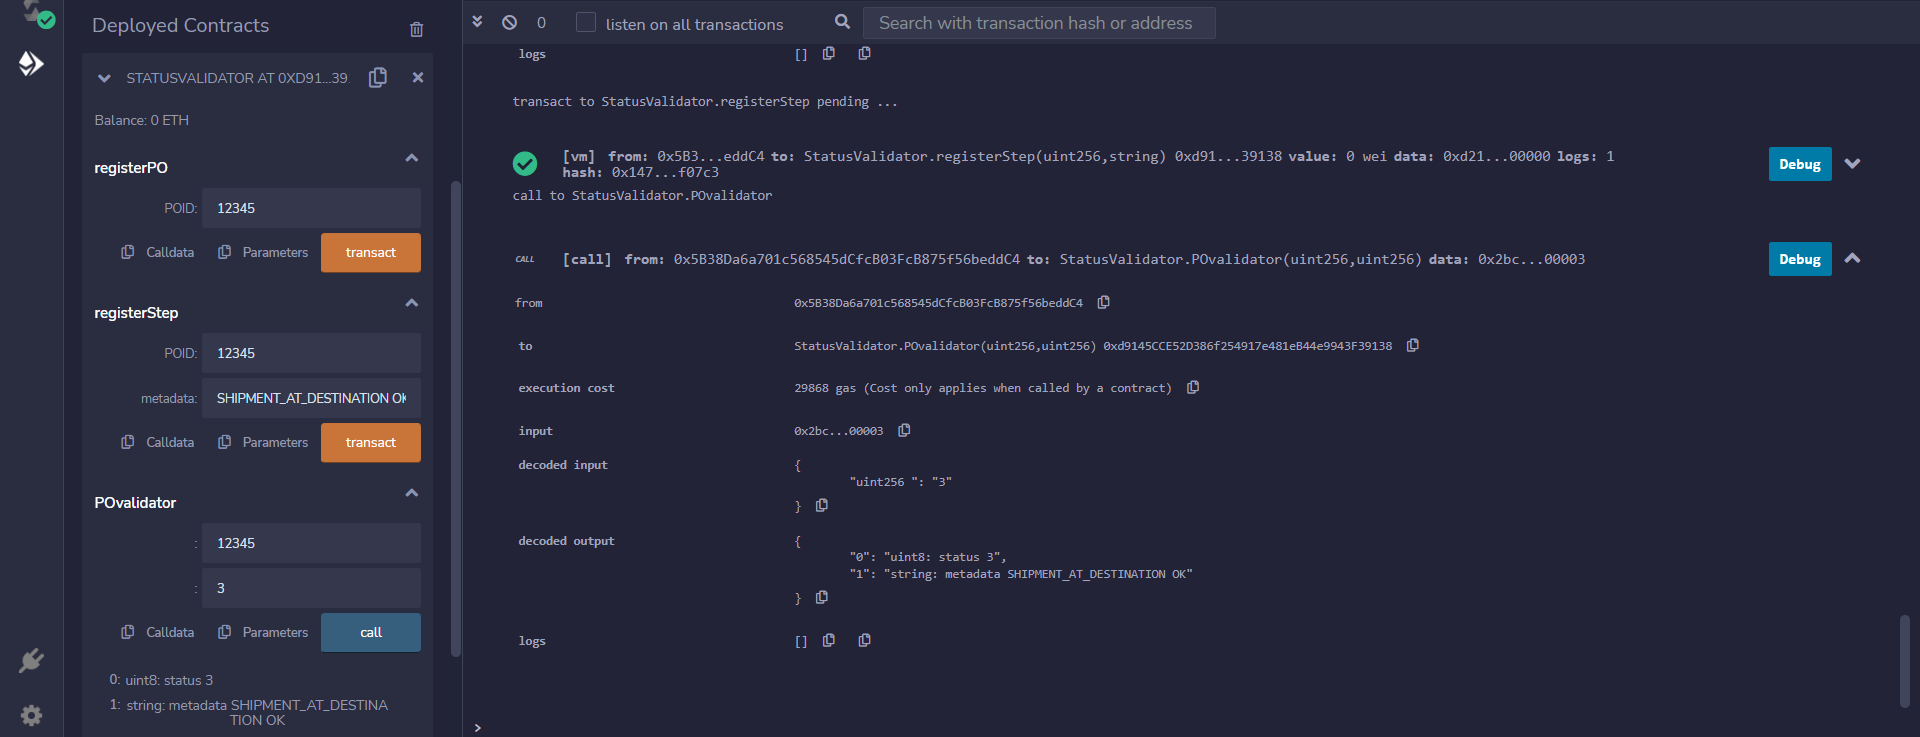 Deployed Contracts
STATUSVALIDATOR AT 0XD91...39
Balance: 0 ETH
registerPO
POID: 12345
Calldata Parameters transact
registerStep
POID: 12345
metadata: SHIPMENT_AT_DESTINATION OK
Calldata Parameters transact
POvalidator
: 12345
: 3
Calldata Parameters call
0: uint8: status 3
1: string: metadata SHIPMENT_AT_DESTINA
TION OK
0 listen on all transactions Search with transaction hash or address
logs [] 
transact to StatusValidator.registerStep pending ...
[vm] from: 0x5B3...eddC4 to: StatusValidator.registerStep(uint256,string) 0xd91...39138 value: 0 wei data: 0xd21...00000 logs: 1
hash: 0x147...f07c3
Debug
call to StatusValidator.POvalidator
CALL [call] from: 0x5B38Da6a701c568545dCfcB03FcB875f56beddC4 to: StatusValidator.POvalidator(uint256,uint256) data: 0x2bc...00003
Debug
from 0x5B38Da6a701c568545dCfcB03FcB875f56beddC4
to StatusValidator.POvalidator(uint256,uint256) 0xd9145CCE52D386f254917e481eB44e9943F39138
execution cost 29868 gas (Cost only applies when called by a contract)
input 0x2bc...00003
decoded input {
"uint256 ": "3"
}
decoded output {
"0": "uint8: status 3",
"1": "string: metadata SHIPMENT_AT_DESTINATION OK"
}
logs []
>